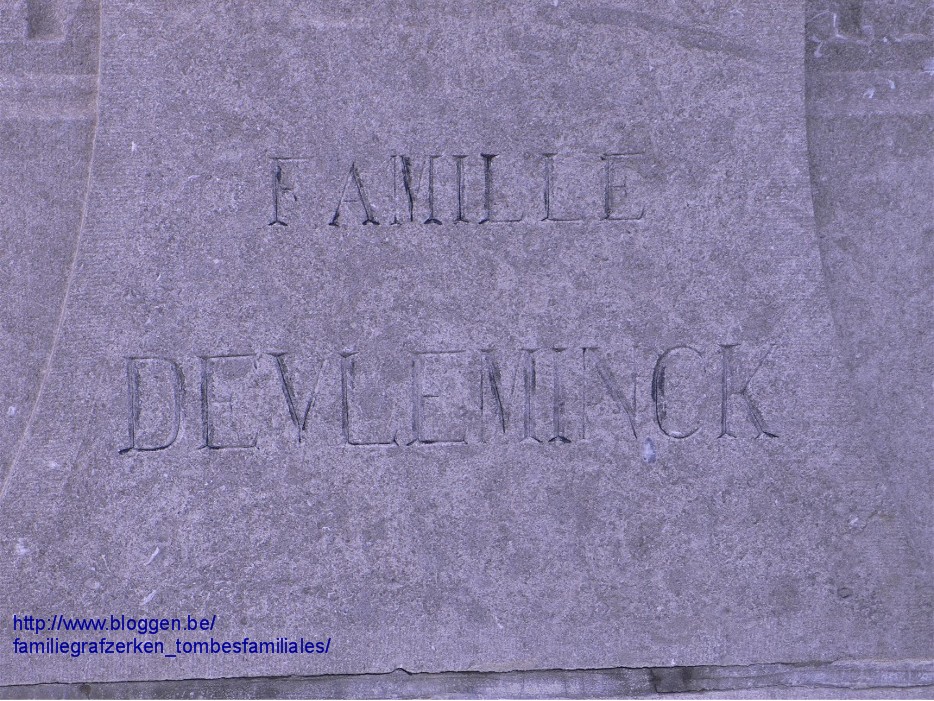 FAMILLE
DEVLEMINCK
http://www.bloggen.be/
familiegrafzerken_tombesfamiliales/